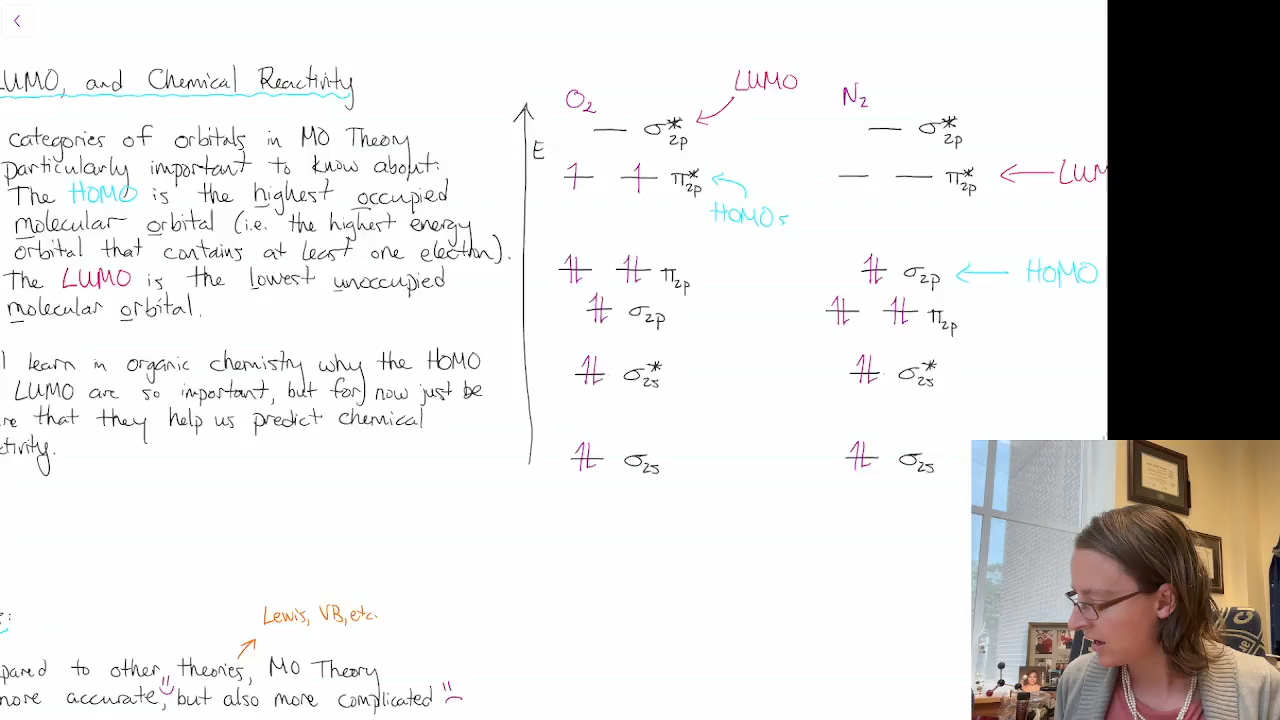 LUMO, and Chemical Reactivity
categories of orbitals in MO Theory
particularly important to know about:
The HOMO is the highest occupied
molecular orbital (i.e. the highest energy
orbital that contains at least one electron).
The LUMO is the lowest unoccupied
molecular orbital.
learn in organic chemistry why the HOMO
LUMO are so important, but for now just be
re that they help us predict chemical
ctivity.
Lewis, VB, etc.
pared to other theories, MO Theory
more accurate, but also more complicated
E
O2
LUMO
σ*2p
π*2p
HOMOs
π2p
σ2p
σ*2s
σ2s
N2
σ*2p
π*2p
LUM
σ2p
HOMO
π2p
σ*2s
σ2s